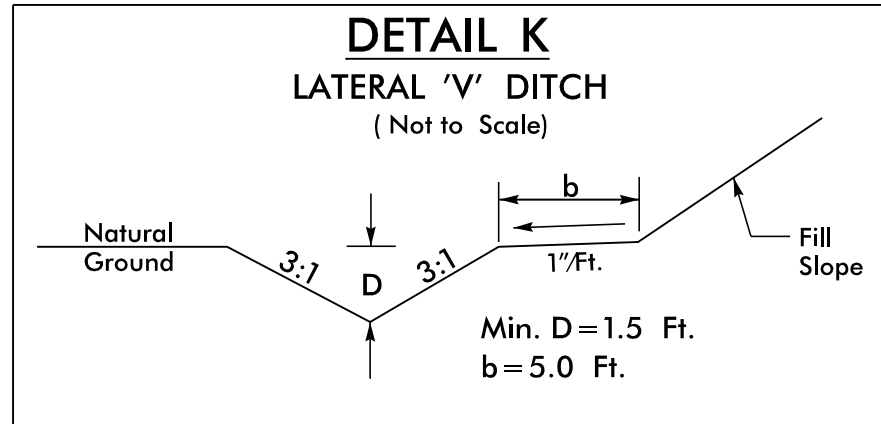 DETAIL K
LATERAL 'V' DITCH
( Not to Scale)
b
Natural
Ground
3:1
D
3:1
1"/Ft.
Fill
Slope
Min. D=1.5 Ft.
b=5.0 Ft.